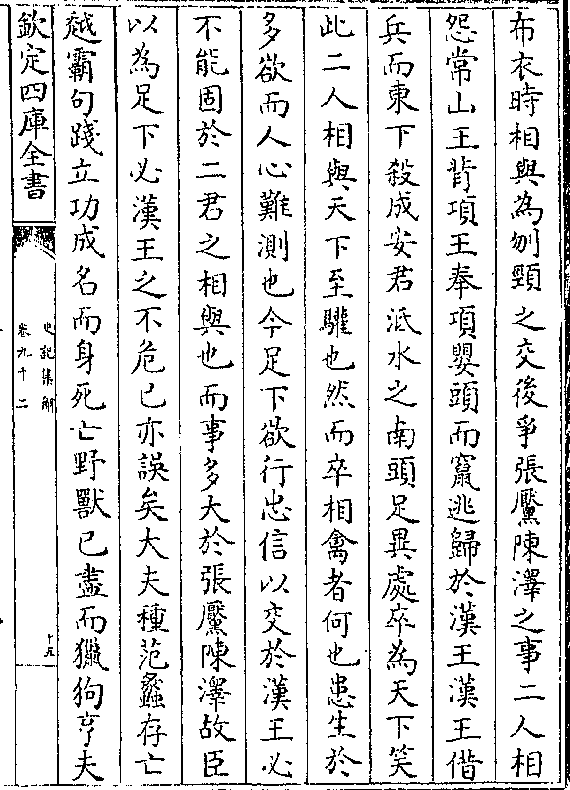 布衣時相與為刎頸之交後爭張黶陳澤之事二人相
怨常山王背項王奉項嬰頭而竄逃歸於漢王漢王借
兵而東下殺成安君泜水之南頭足異處卒為天下笑
此二人相與天下至驩也然而卒相禽者何也患生於
多欲而人心難測也今足下欲行忠信以交於漢王必
不能固於二君之相與也而事多大於張黶陳澤故臣
以為足下必漢王之不危已亦誤矣大夫種范蠡存亡
越霸句踐立功成名而身死亡野獸已盡而獵狗亨夫
欽定四庫全書
史記集解
卷九十二
十五